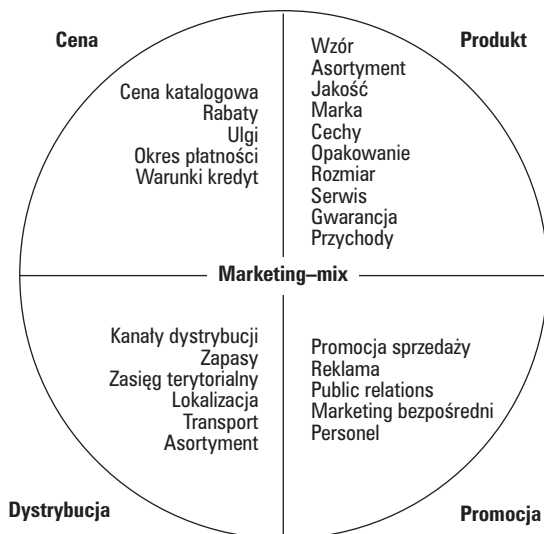 Cena
Cena katalogowa
Rabaty
Ulgi
Okres płatności
Warunki kredyt
Produkt
Wzór
Asortyment
Jakość
Marka
Cechy
Opakowanie
Rozmiar
Serwis
Gwarancja
Przychody
Marketing–mix
Kanały dystrybucji
Zapasy
Zasięg terytorialny
Lokalizacja
Transport
Asortyment
Dystrybucja
Promocja sprzedaży
Reklama
Public relations
Marketing bezpośredni
Personel
Promocja